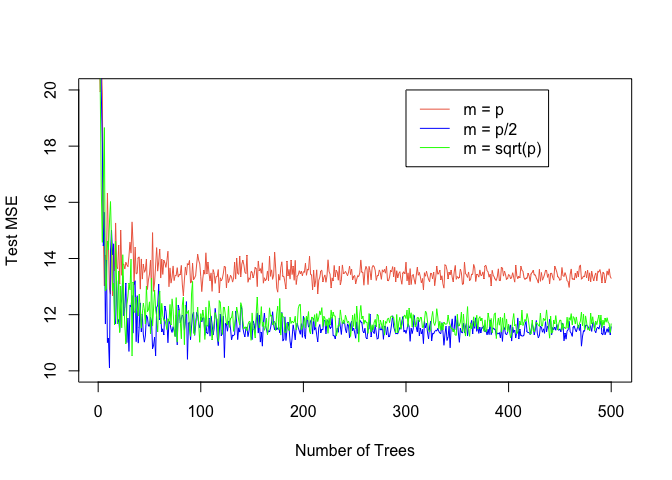 20
18
16
14
12
10
Test MSE
m = p
m = p/2
m = sqrt(p)
0 100 200 300 400 500
Number of Trees